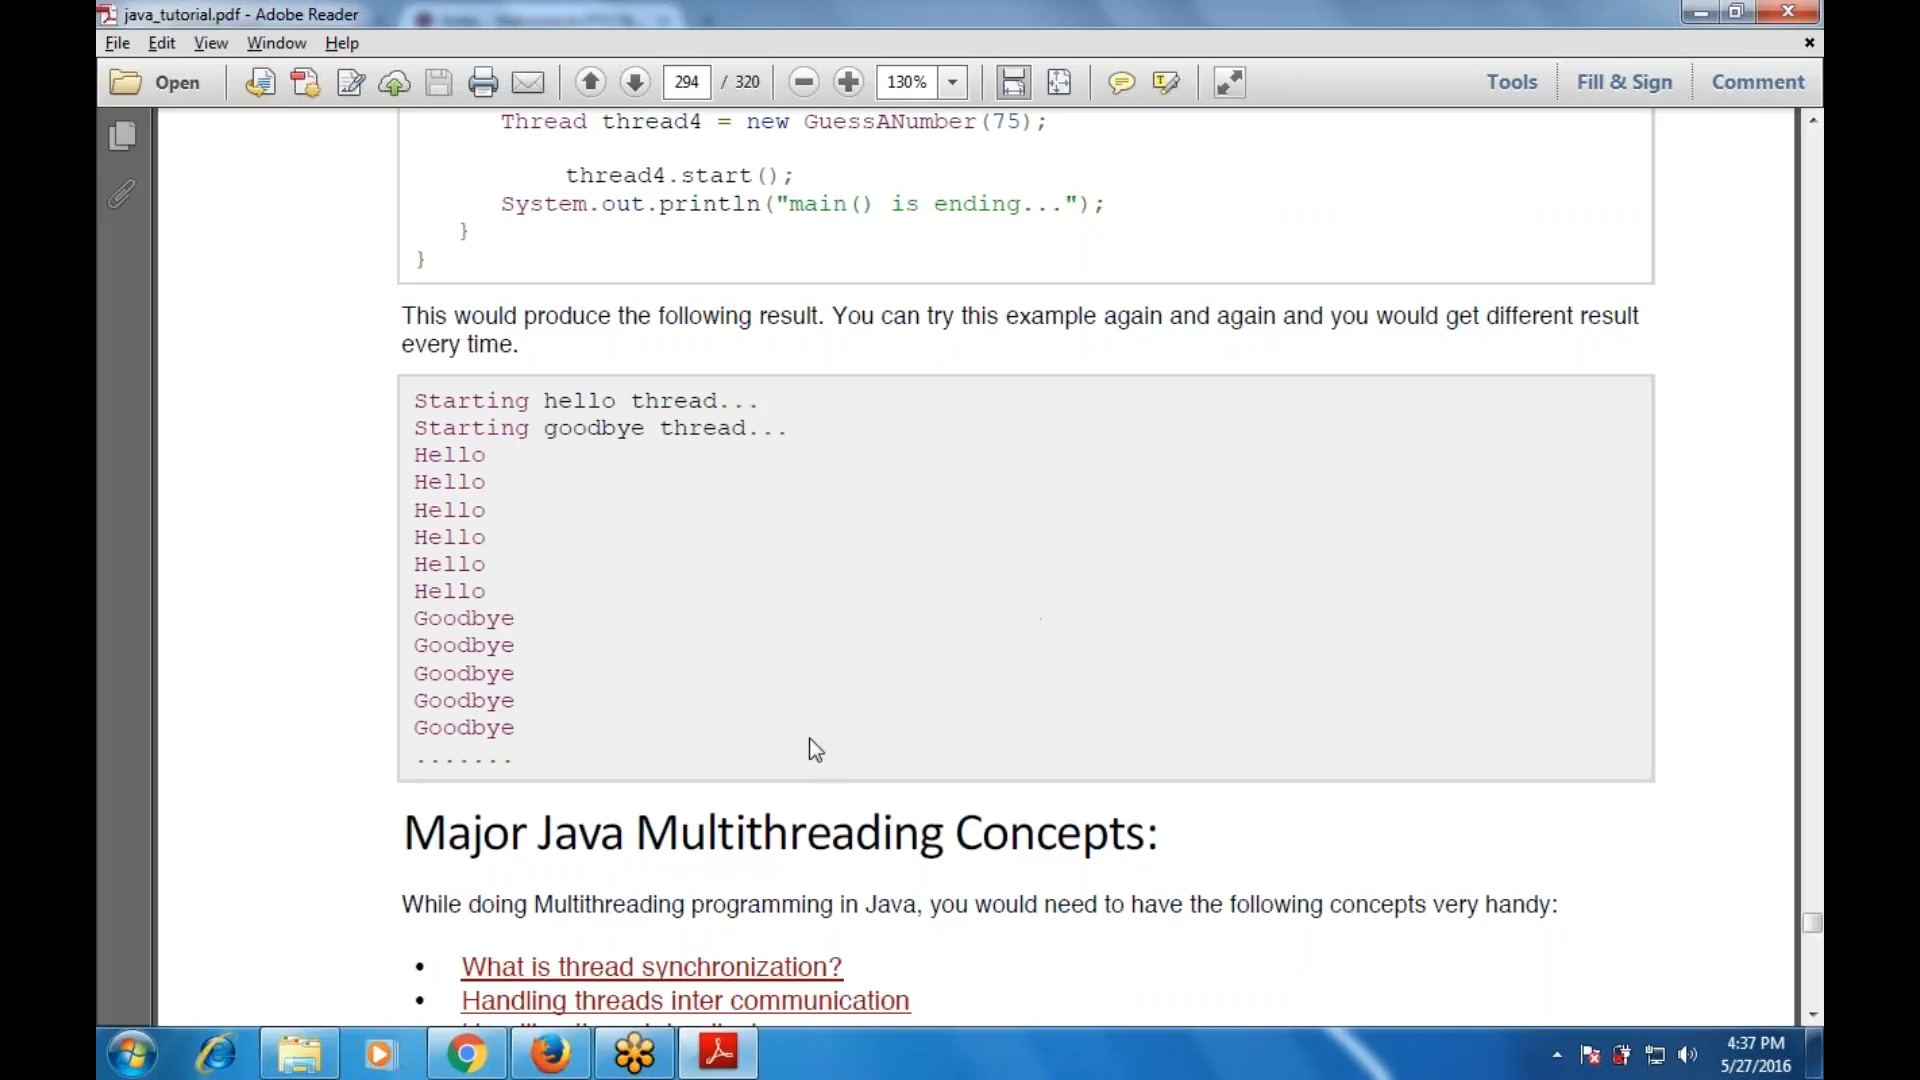 java_tutorial.pdf - Adobe Reader
File Edit View Window Help
Open 294 / 320 130% Tools Fill & Sign Comment
Thread thread4 = new GuessANumber(75);
thread4.start();
System.out.println("main() is ending...");
}
}
This would produce the following result. You can try this example again and again and you would get different result
every time.
Starting hello thread...
Starting goodbye thread...
Hello
Hello
Hello
Hello
Hello
Hello
Goodbye
Goodbye
Goodbye
Goodbye
Goodbye
.......
Major Java Multithreading Concepts:
While doing Multithreading programming in Java, you would need to have the following concepts very handy:
• What is thread synchronization?
• Handling threads inter communication
4:37 PM
5/27/2016